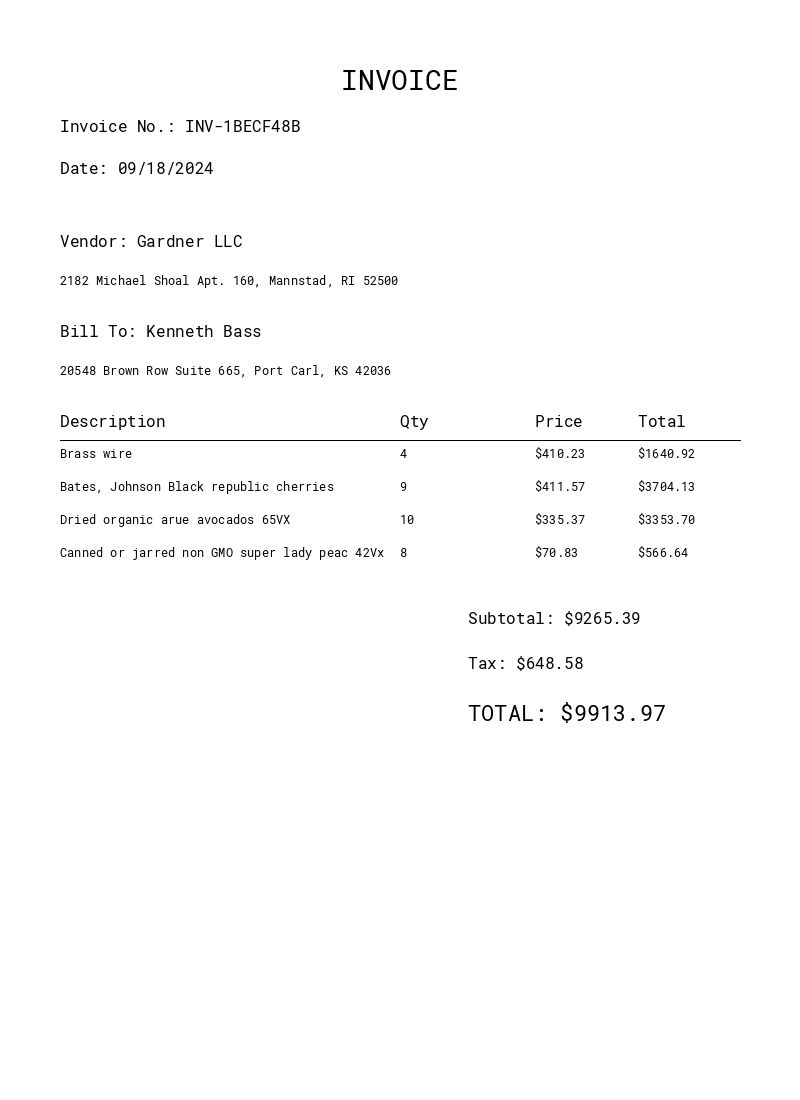 INVOICE
Invoice No.: INV-1BECF48B
Date: 09/18/2024
Vendor: Gardner LLC
2182 Michael Shoal Apt. 160, Mannstad, RI 52500
Bill To: Kenneth Bass
20548 Brown Row Suite 665, Port Carl, KS 42036
Description Qty Price Total
Brass wire 4 $410.23 $1640.92
Bates, Johnson Black republic cherries 9 $411.57 $3704.13
Dried organic arue avocados 65VX 10 $335.37 $3353.70
Canned or jarred non GMO super lady peac 42Vx 8 $70.83 $566.64
Subtotal: $9265.39
Tax: $648.58
TOTAL: $9913.97